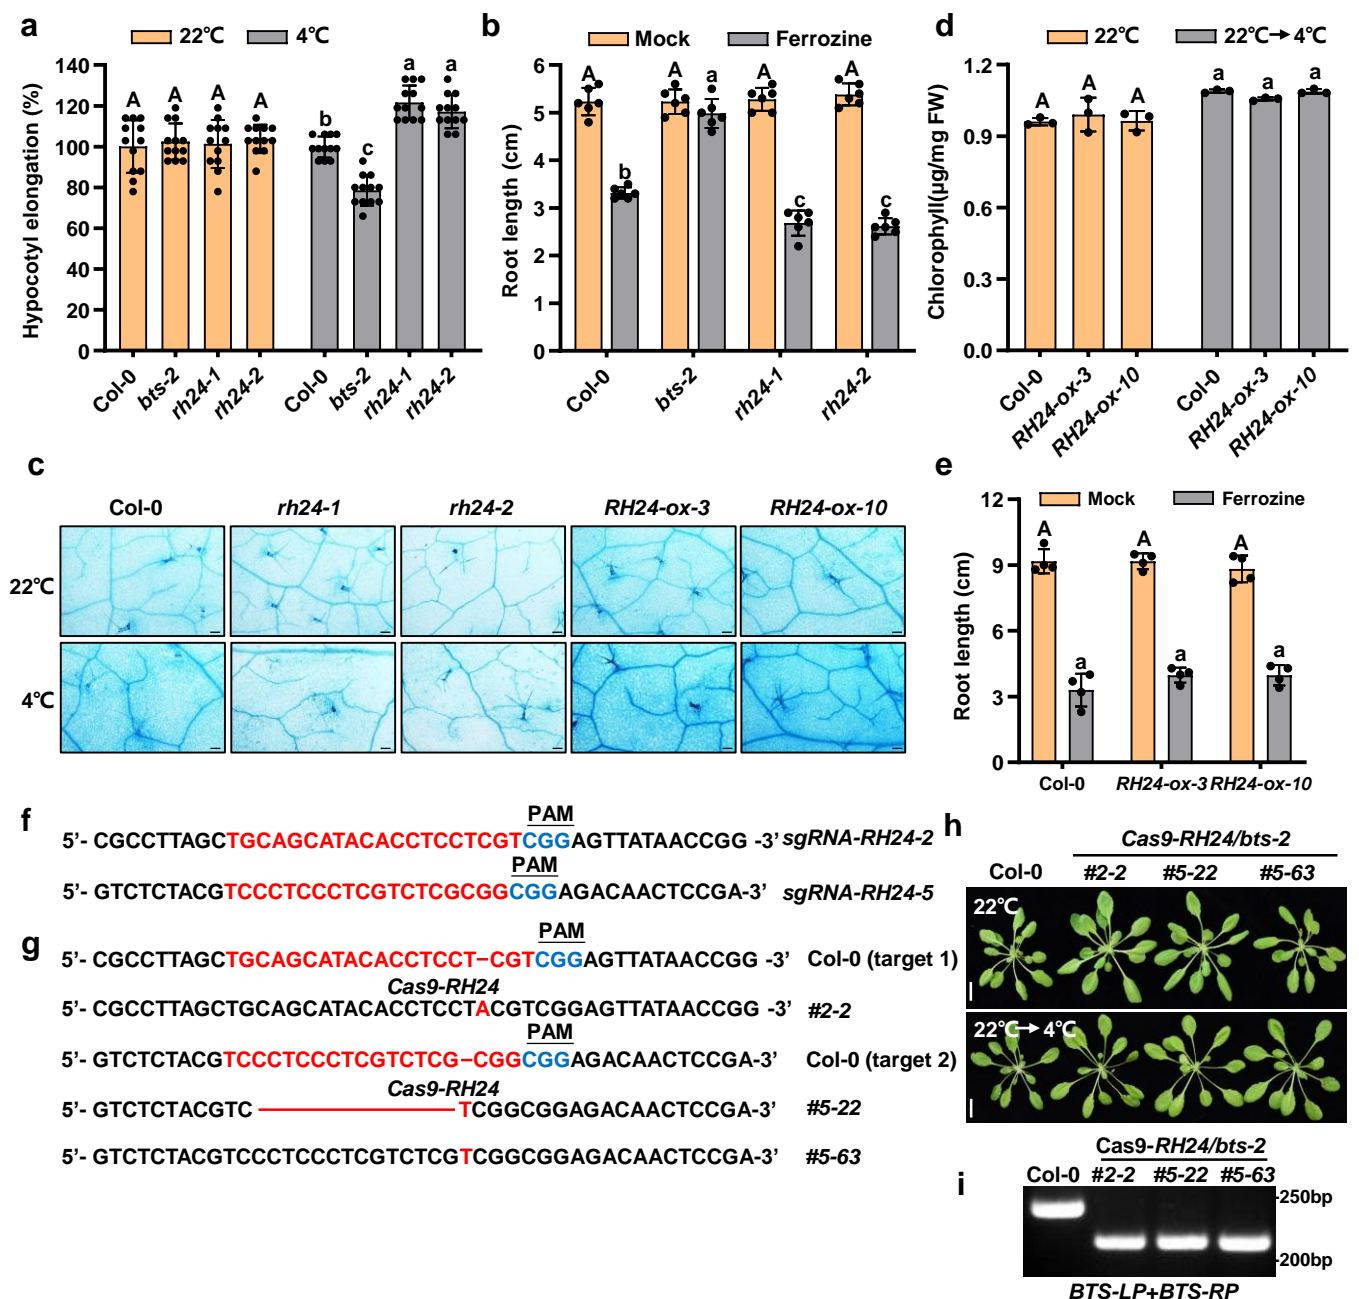 a
22℃ 4℃
Hypocotyl elongation (%)
140
120
100
80
60
40
20
0
A A A A b c a a
Col-0 bts-2 rh24-1 rh24-2 Col-0 bts-2 rh24-1 rh24-2
b
Mock Ferrozine
Root length (cm)
6
5
4
3
2
1
0
A b A a A c A c
Col-0 bts-2 rh24-1 rh24-2
d
22℃ 22℃→4℃
Chlorophyll(μg/mg FW)
1.2
0.9
0.6
0.3
0.0
A A A a a a
Col-0 RH24-ox-3 RH24-ox-10 Col-0 RH24-ox-3 RH24-ox-10
c
Col-0 rh24-1 rh24-2 RH24-ox-3 RH24-ox-10
22℃
4℃
e
Mock Ferrozine
Root length (cm)
12
9
6
3
0
A a A a A a
Col-0 RH24-ox-3 RH24-ox-10
f
PAM
5’- CGCCTTAGCTGCAGCATACACCTCCTCGTCGGAGTTATAACCGG -3’ sgRNA-RH24-2
PAM
5’- GTCTCTACGTCCCTCCCTCGTCTCGCGGCGGAGACAACTCCGA-3’ sgRNA-RH24-5
g
PAM
5’- CGCCTTAGCTGCAGCATACACCTCCT–CGTCGGAGTTATAACCGG -3’ Col-0 (target 1)
Cas9-RH24
5’- CGCCTTAGCTGCAGCATACACCTCCTACGTCGGAGTTATAACCGG -3’ #2-2
PAM
5’- GTCTCTACGTCCCTCCCTCGTCTCG–CGGCGGAGACAACTCCGA-3’ Col-0 (target 2)
Cas9-RH24
5’- GTCTCTACGTC TCGGCGGAGACAACTCCGA-3’ #5-22
5’- GTCTCTACGTCCCTCCCTCGTCTCGTCGGCGGAGACAACTCCGA-3’ #5-63
h
Cas9-RH24/bts-2
Col-0 #2-2 #5-22 #5-63
22℃
22℃→4℃
i
Cas9-RH24/bts-2
Col-0 #2-2 #5-22 #5-63
-250bp
-200bp
BTS-LP+BTS-RP